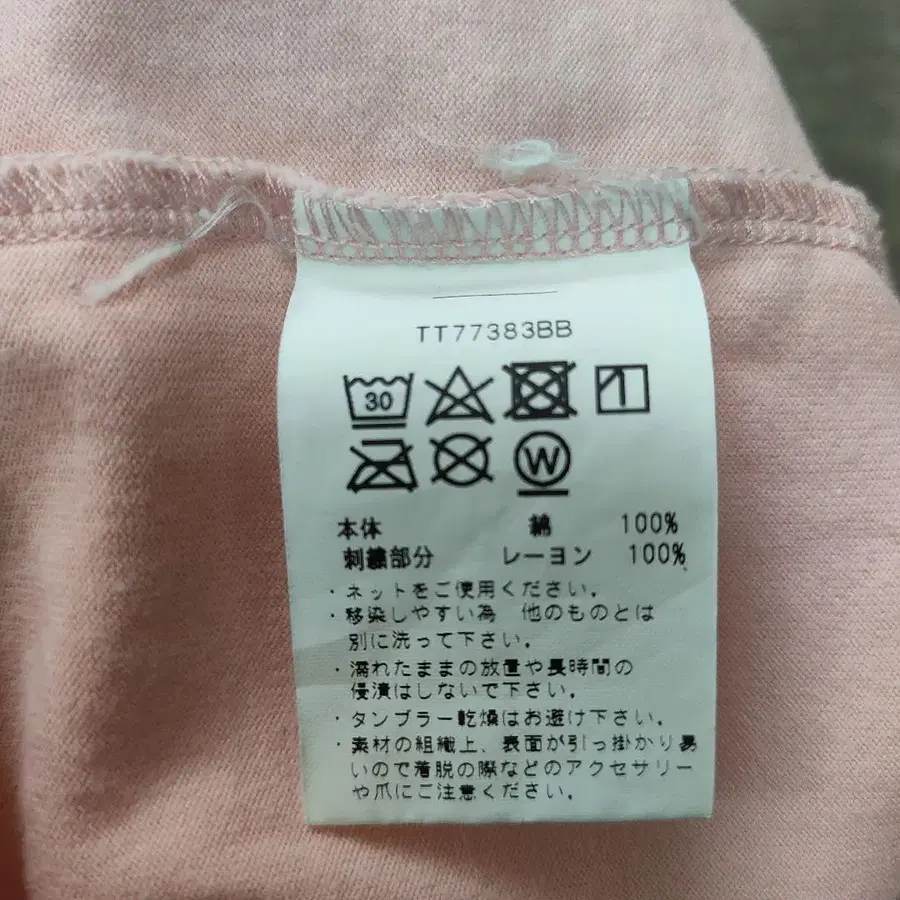 TT77383BB
30
W
本体 綿 100%
刺繍部分 レーヨン 100%
・ネットをご使用ください。
・移染しやすい為 他のものとは
別に洗って下さい。
・濡れたままの放置や長時間の
侵漬はしないで下さい。
・タンブラー乾燥はお避け下さい。
・素材の組織上、表面が引っ掛かり易
いので着脱の際などのアクセサリー
や爪にご注意ください。